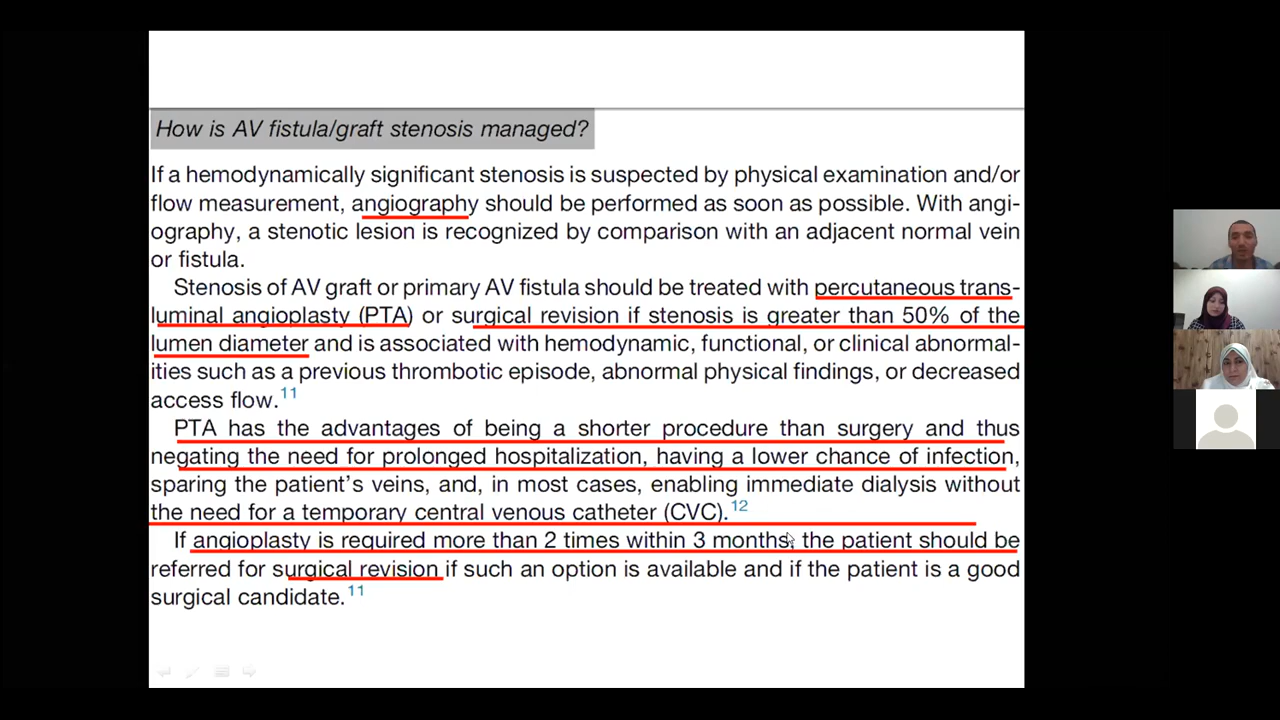 How is AV fistula/graft stenosis managed?
If a hemodynamically significant stenosis is suspected by physical examination and/or
flow measurement, angiography should be performed as soon as possible. With angi-
ography, a stenotic lesion is recognized by comparison with an adjacent normal vein
or fistula.
Stenosis of AV graft or primary AV fistula should be treated with percutaneous trans-
luminal angioplasty (PTA) or surgical revision if stenosis is greater than 50% of the
lumen diameter and is associated with hemodynamic, functional, or clinical abnormal-
ities such as a previous thrombotic episode, abnormal physical findings, or decreased
access flow.11
PTA has the advantages of being a shorter procedure than surgery and thus
negating the need for prolonged hospitalization, having a lower chance of infection,
sparing the patient's veins, and, in most cases, enabling immediate dialysis without
the need for a temporary central venous catheter (CVC).12
If angioplasty is required more than 2 times within 3 months, the patient should be
referred for surgical revision if such an option is available and if the patient is a good
surgical candidate.11